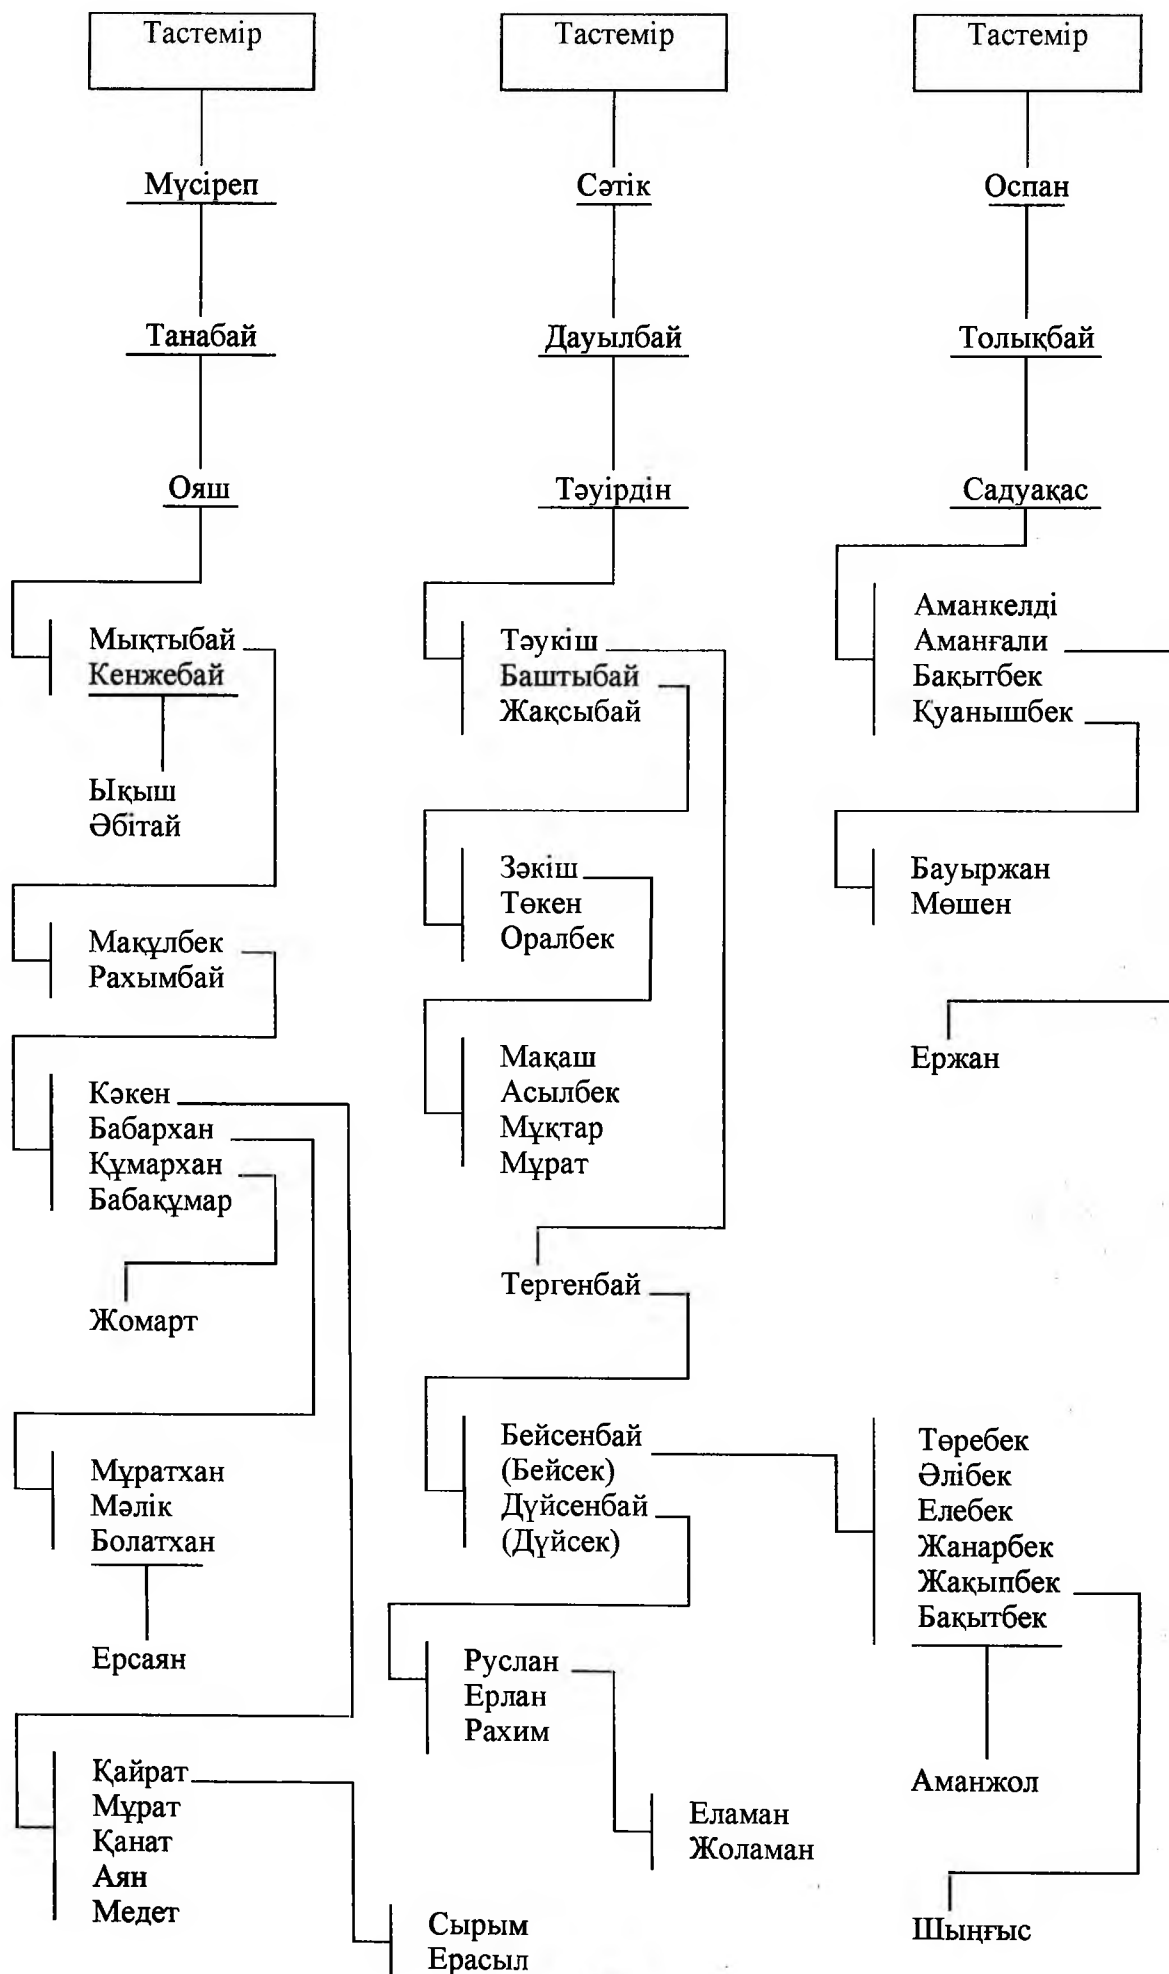 Тастемір
Мүсіреп
Танабай
Ояш
Мықтыбай
Кенжебай
Ықыш
Әбітай
Мақұлбек
Рахымбай
Кәкен
Бабархан
Құмархан
Бабақұмар
Жомарт
Мұратхан
Мәлік
Болатхан
Ерсаян
Қайрат
Мұрат
Қанат
Аян
Медет
Сырым
Ерасыл
Тастемір
Сәтік
Дауылбай
Тәуірдін
Тәукіш
Баштыбай
Жақсыбай
Зәкіш
Төкен
Оралбек
Мақаш
Асылбек
Мұқтар
Мұрат
Тергенбай
Бейсенбай
(Бейсек)
Дүйсенбай
(Дүйсек)
Руслан
Ерлан
Рахим
Еламан
Жоламан
Тастемір
Оспан
Толықбай
Садуақас
Аманкелді
Аманғали
Бақытбек
Қуанышбек
Бауыржан
Мөшен
Ержан
Төребек
Әлібек
Елебек
Жанарбек
Жақыпбек
Бақытбек
Аманжол
Шыңғыс